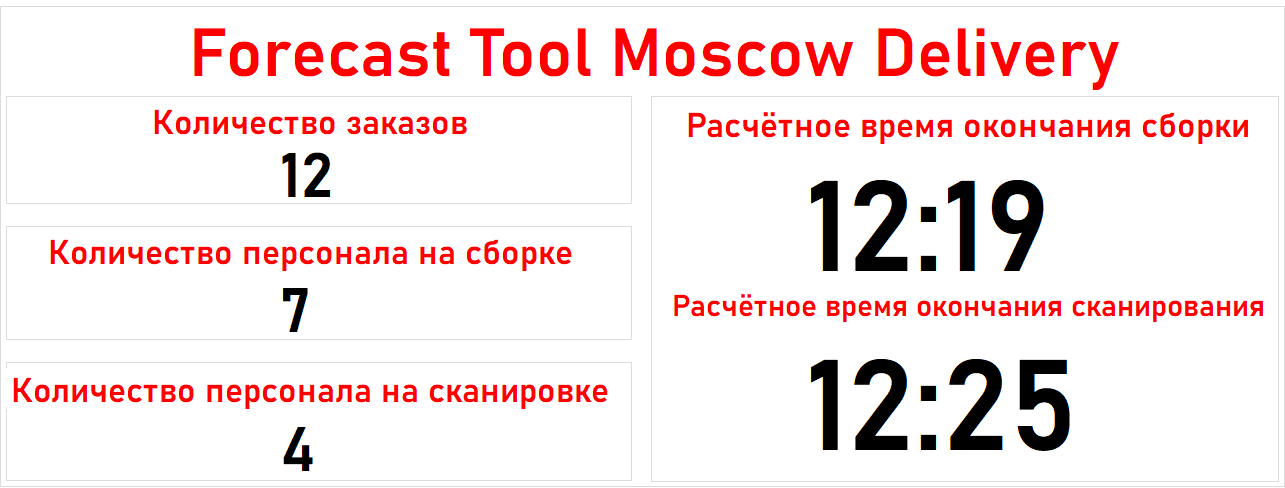 Forecast Tool Moscow Delivery
Количество заказов
12
Количество персонала на сборке
7
Количество персонала на сканировке
4
Расчётное время окончания сборки
12:19
Расчётное время окончания сканирования
12:25